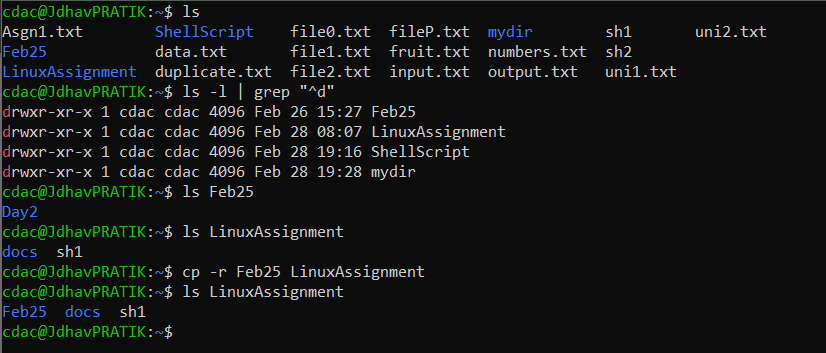 cdac@JdhavPRATIK:~$ ls
Asgn1.txt        ShellScript    file0.txt  fileP.txt  mydir        sh1       uni2.txt
Feb25            data.txt       file1.txt  fruit.txt  numbers.txt  sh2
LinuxAssignment  duplicate.txt  file2.txt  input.txt  output.txt   uni1.txt
cdac@JdhavPRATIK:~$ ls -l | grep "^d"
drwxr-xr-x 1 cdac cdac 4096 Feb 26 15:27 Feb25
drwxr-xr-x 1 cdac cdac 4096 Feb 28 08:07 LinuxAssignment
drwxr-xr-x 1 cdac cdac 4096 Feb 28 19:16 ShellScript
drwxr-xr-x 1 cdac cdac 4096 Feb 28 19:28 mydir
cdac@JdhavPRATIK:~$ ls Feb25
Day2
cdac@JdhavPRATIK:~$ ls LinuxAssignment
docs  sh1
cdac@JdhavPRATIK:~$ cp -r Feb25 LinuxAssignment
cdac@JdhavPRATIK:~$ ls LinuxAssignment
Feb25  docs  sh1
cdac@JdhavPRATIK:~$